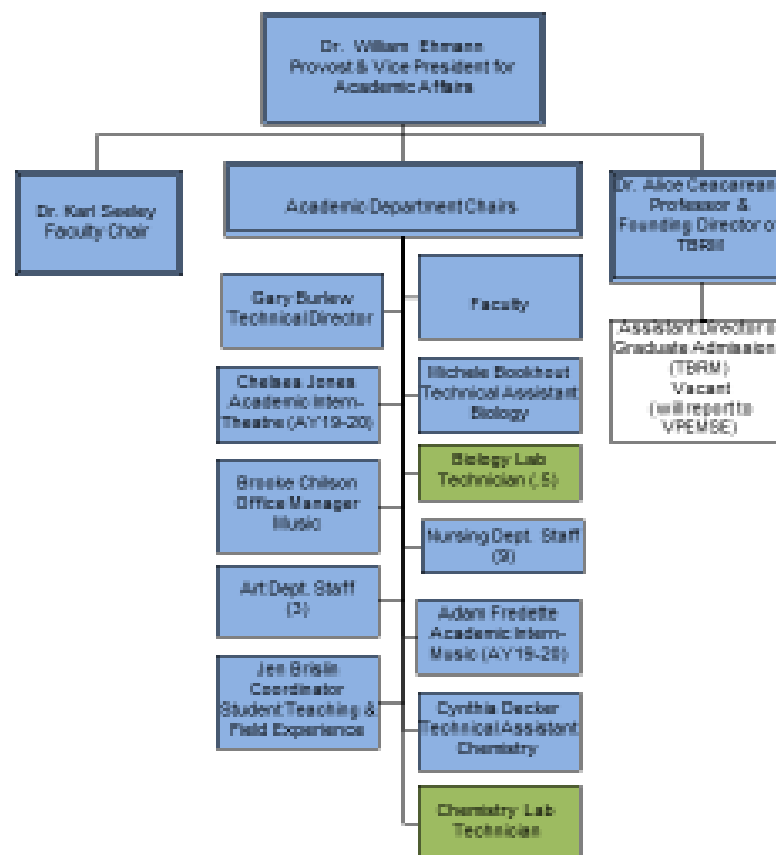 Dr. William Ehmann
Provost & Vice President for
Academic Affairs
Dr. Karl Seeley
Faculty Chair
Academic Department Chairs
Dr. Alice
Professor &
Founding Director of
TBRM
Gary Burlew
Technical Director
Faculty
Assistant Director o
Graduate Admission
(TBRM)
Vacant
(will report to
VPEMSE)
Chelsea Jones
Academic Intern-
Theatre (AY19-20)
Michele Bookhout
Technical Assistant
Biology
Brooke Chilson
Office Manager
Music
Biology Lab
Technician (.5)
Nursing Dept. Staff
(9)
Art Dept. Staff
(3)
Adam Fredette
Academic Intern-
Music (AY19-20)
Jen Brislin
Coordinator
Student Teaching &
Field Experience
Cynthia Decker
Technical Assistant
Chemistry
Chemistry Lab
Technician